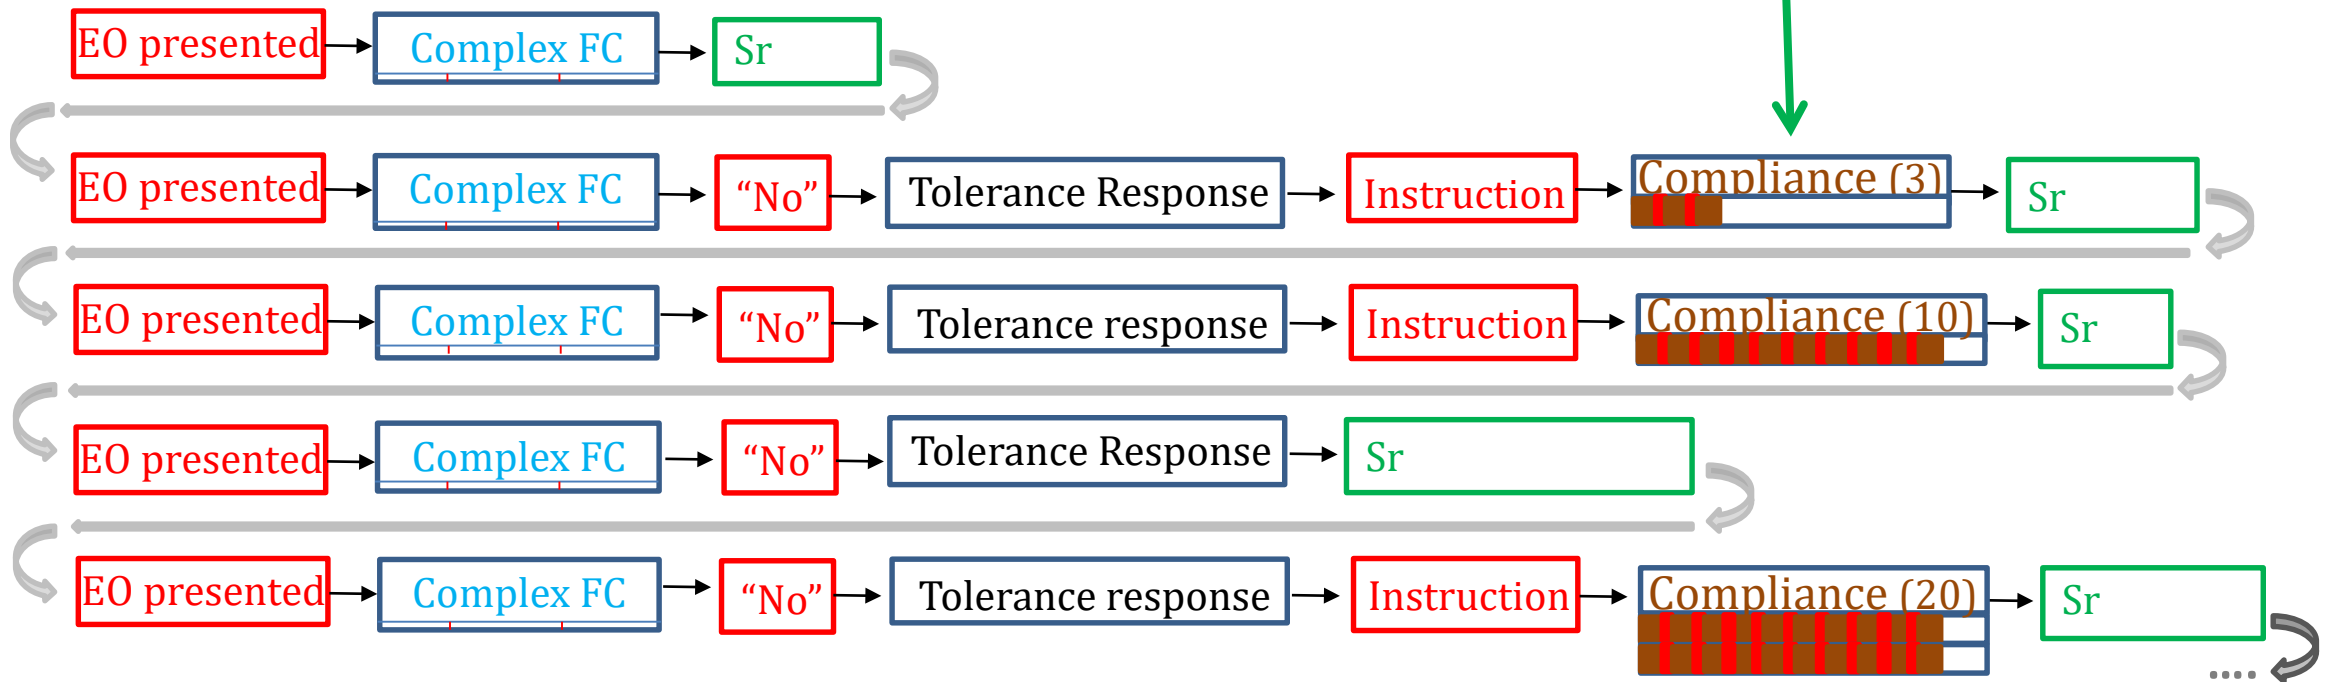 EO presented Complex FC Sr
EO presented Complex FC “No” Tolerance Response Instruction Compliance (3) Sr
EO presented Complex FC “No” Tolerance response Instruction Compliance (10) Sr
EO presented Complex FC “No” Tolerance Response Sr
EO presented Complex FC “No” Tolerance response Instruction Compliance (20) Sr
....